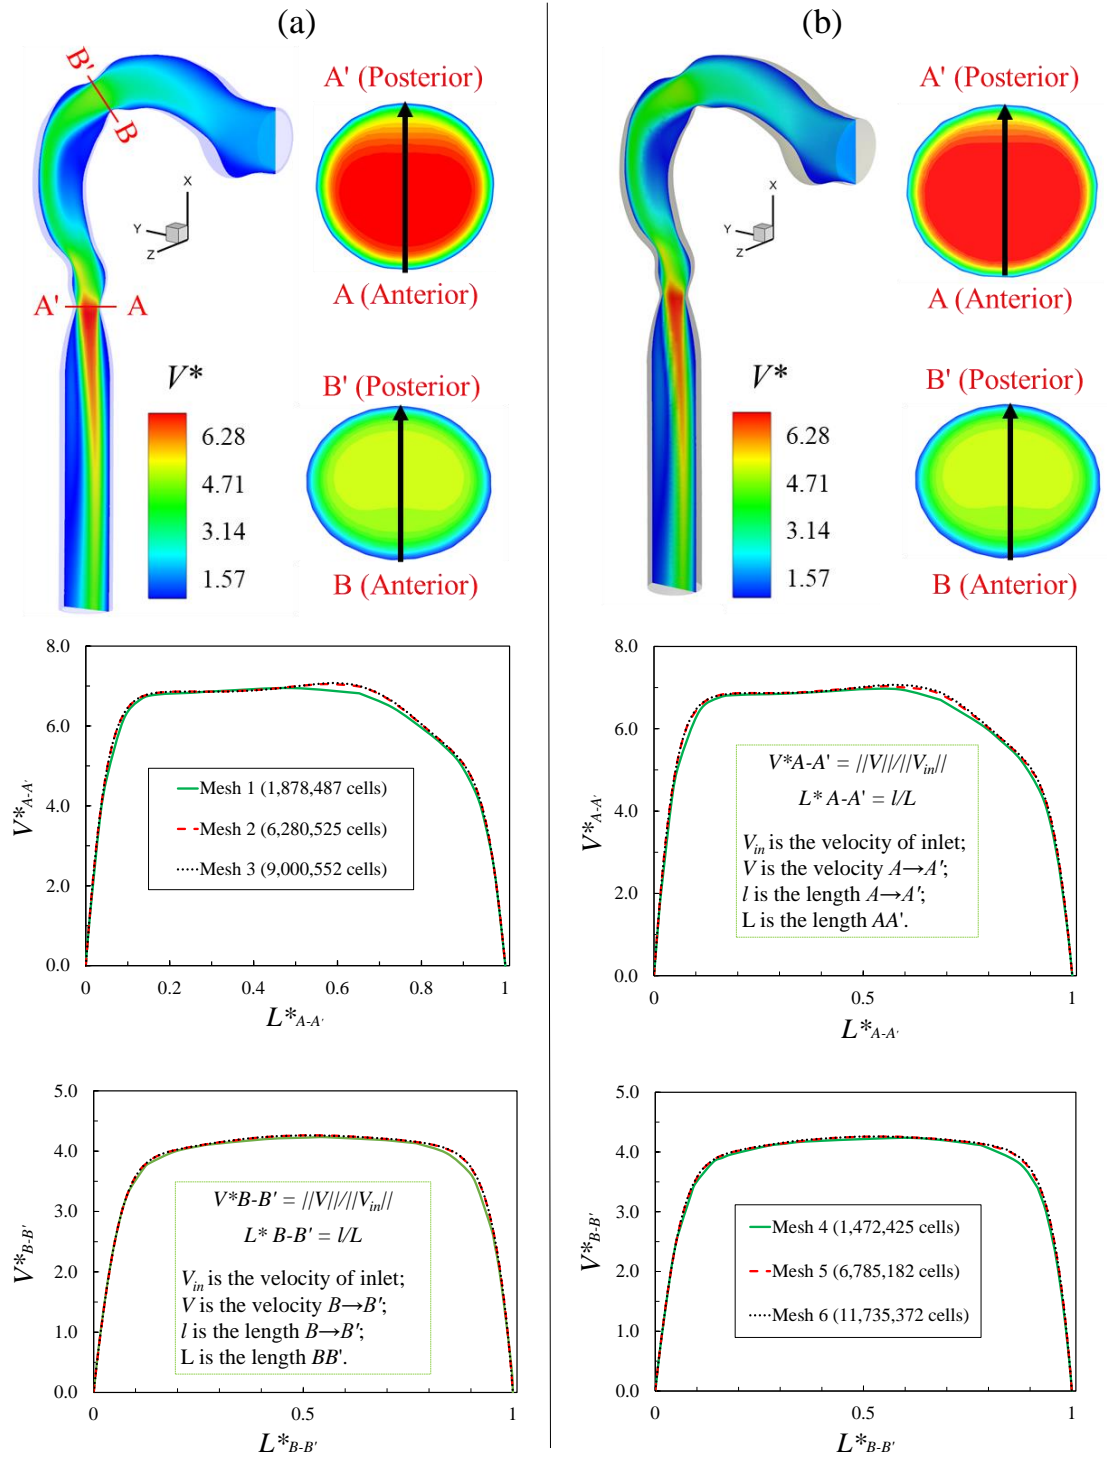 (a)
B'
B
A'
A
X
Y
Z
A' (Posterior)
A (Anterior)
V*
6.28
4.71
3.14
1.57
B' (Posterior)
B (Anterior)
8.0
6.0
4.0
2.0
0.0
V*A-A'
Mesh 1 (1,878,487 cells)
Mesh 2 (6,280,525 cells)
Mesh 3 (9,000,552 cells)
0 0.2 0.4 0.6 0.8 1
L*A-A'
5.0
4.0
3.0
2.0
1.0
0.0
V*B-B'
V*B-B' = ||V||/||Vin||
L* B-B' = l/L
Vin is the velocity of inlet;
V is the velocity B→B';
l is the length B→B';
L is the length BB'.
0 0.5 1
L*B-B'
(b)
X
Y
Z
A' (Posterior)
A (Anterior)
V*
6.28
4.71
3.14
1.57
B' (Posterior)
B (Anterior)
8.0
6.0
4.0
2.0
0.0
V*A-A'
V*A-A' = ||V||/||Vin||
L* A-A' = l/L
Vin is the velocity of inlet;
V is the velocity A→A';
l is the length A→A';
L is the length AA'.
0 0.5 1
L*A-A'
5.0
4.0
3.0
2.0
1.0
0.0
V*B-B'
Mesh 4 (1,472,425 cells)
Mesh 5 (6,785,182 cells)
Mesh 6 (11,735,372 cells)
0 0.5 1
L*B-B'